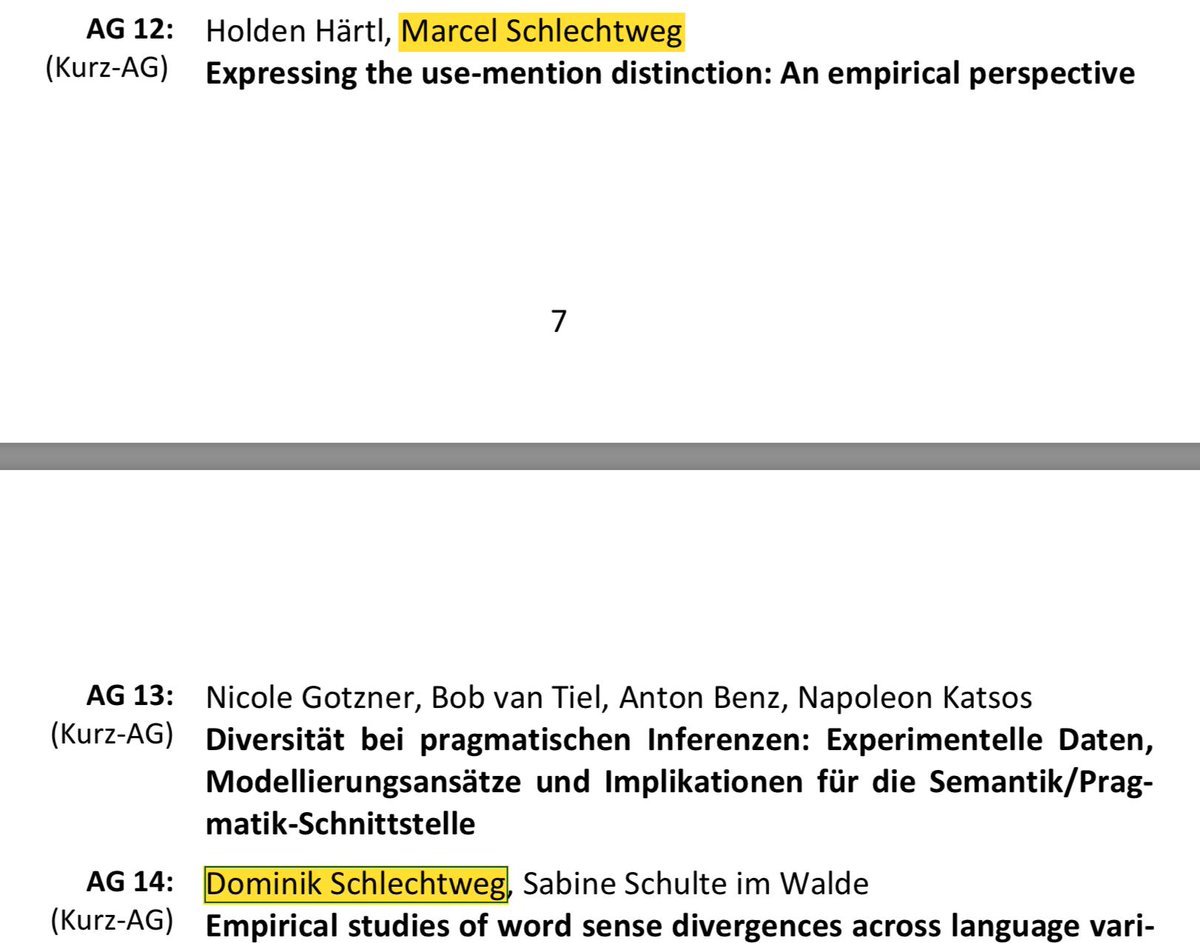 AG 12: Holden Härtl, Marcel Schlechtweg
(Kurz-AG) Expressing the use-mention distinction: An empirical perspective
7
AG 13: Nicole Gotzner, Bob van Tiel, Anton Benz, Napoleon Katsos
(Kurz-AG) Diversität bei pragmatischen Inferenzen: Experimentelle Daten,
Modellierungsansätze und Implikationen für die Semantik/Prag-
matik-Schnittstelle
AG 14: Dominik Schlechtweg, Sabine Schulte im Walde
(Kurz-AG) Empirical studies of word sense divergences across language vari-